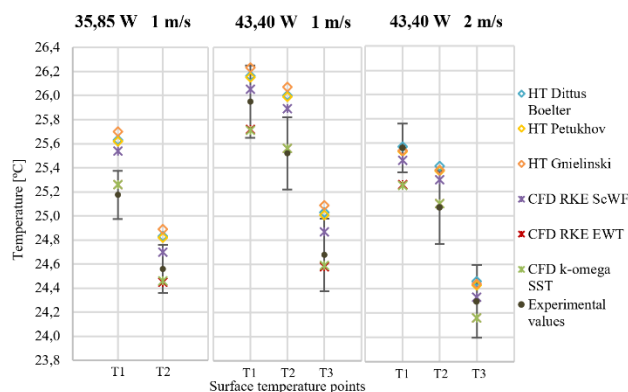 35,85 W 1 m/s 43,40 W 1 m/s 43,40 W 2 m/s
Temperature [ºC]
26,4
26,2
26,0
25,8
25,6
25,4
25,2
25,0
24,8
24,6
24,4
24,2
24,0
23,8
T1 T2 T1 T2 T3 T1 T2 T3
Surface temperature points
HT Dittus
Boelter
HT Petukhov
HT Gnielinski
CFD RKE ScWF
CFD RKE EWT
CFD k-omega
SST
Experimental
values